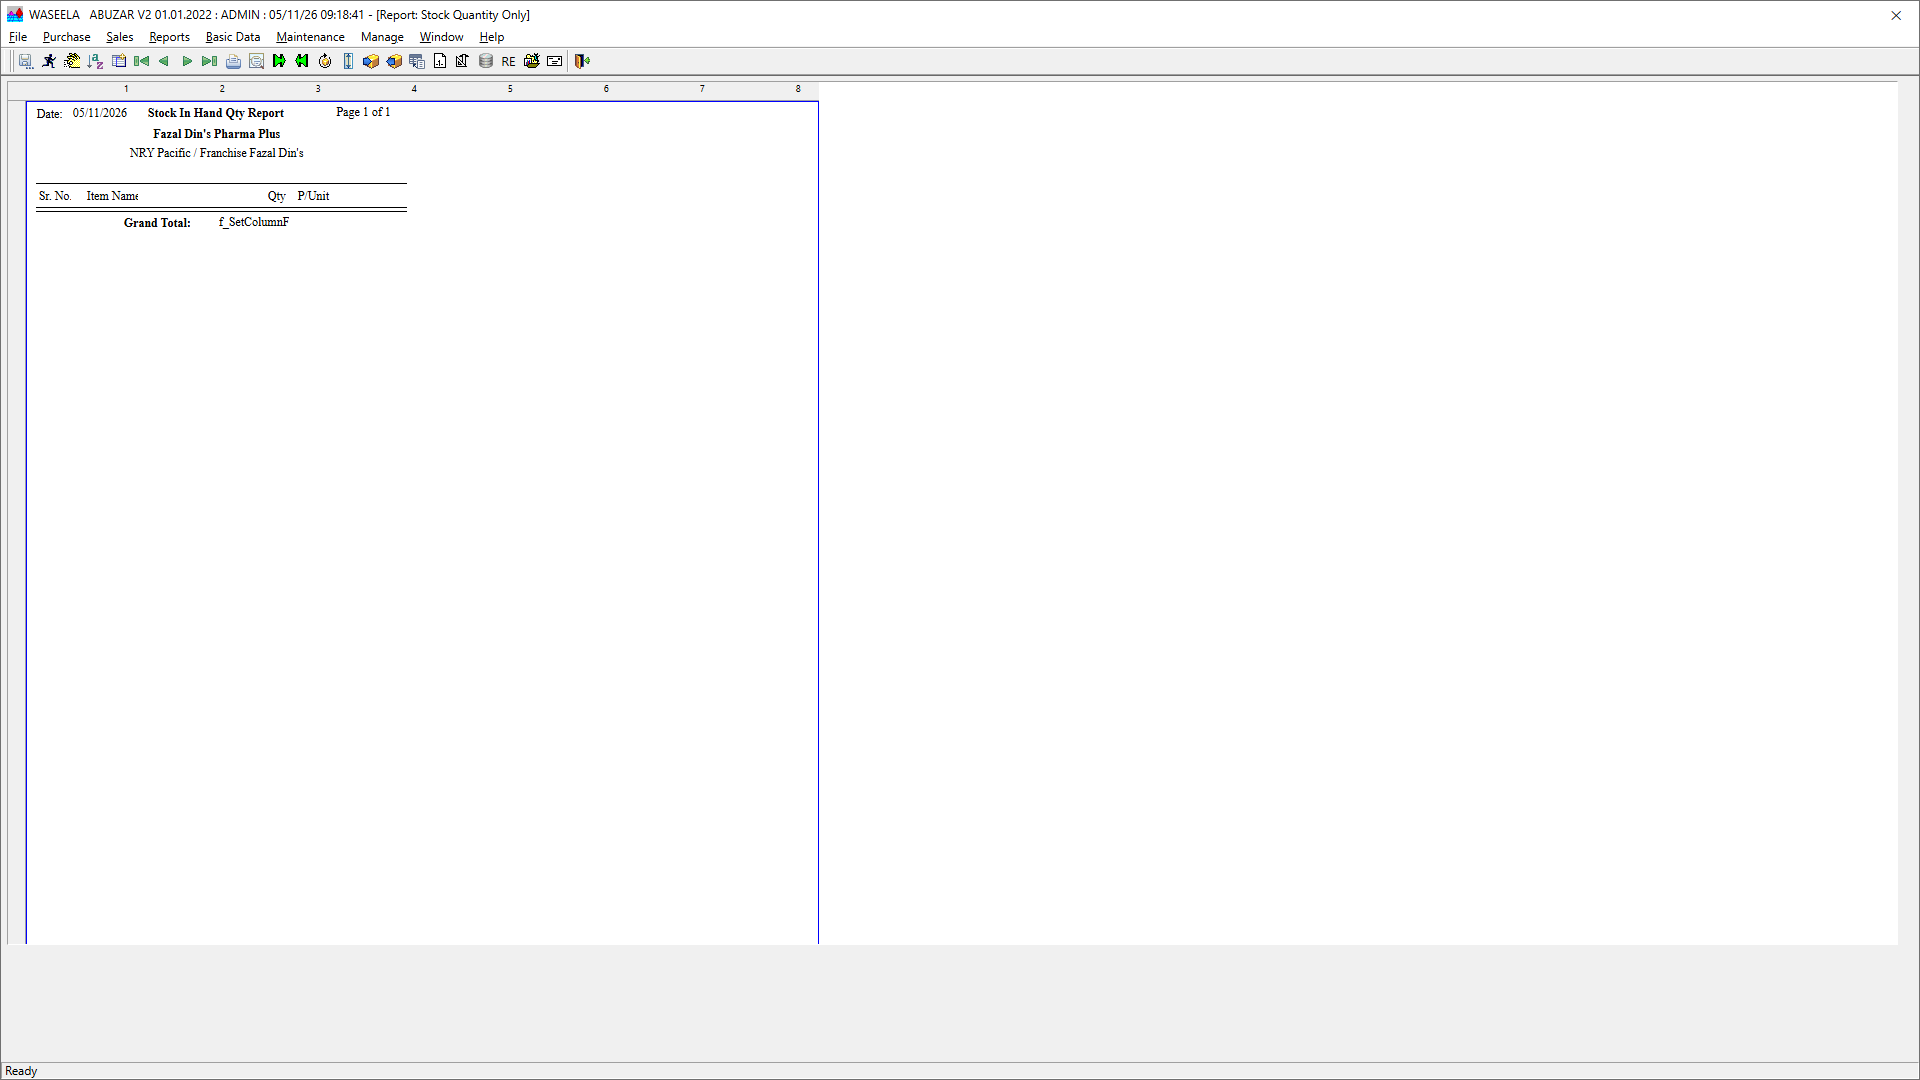 WASEELA   ABUZAR V2 01.01.2022 : ADMIN : 05/11/26 09:18:41 - [Report: Stock Quantity Only]
File Purchase Sales Reports Basic Data Maintenance Manage Window Help
RE
1 2 3 4 5 6 7 8
Date: 05/11/2026 Stock In Hand Qty Report Page 1 of 1
Fazal Din's Pharma Plus
NRY Pacific / Franchise Fazal Din's
Sr. No. Item Name Qty P/Unit
Grand Total: f_SetColumnF
Ready